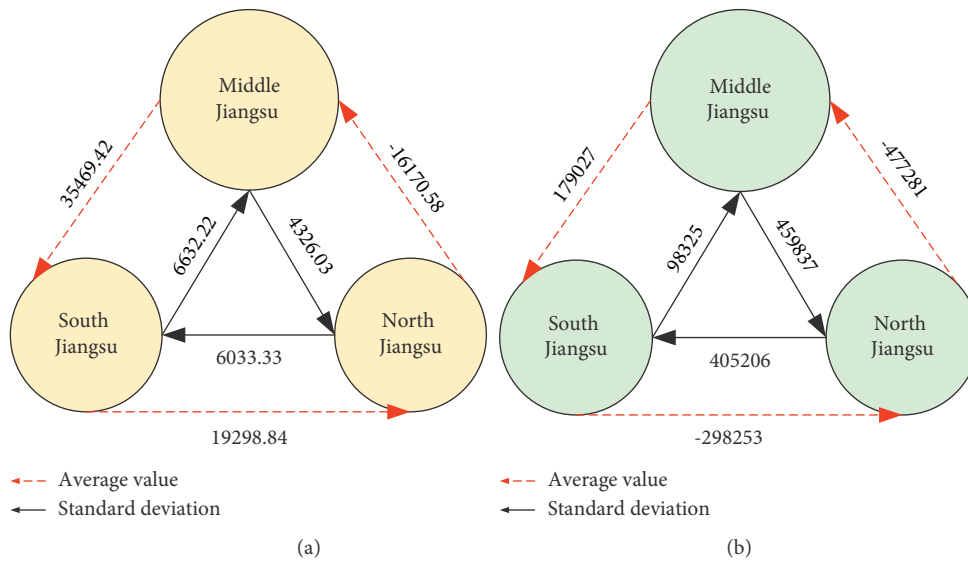 Middle
Jiangsu
35469.42
-16170.58
6632.22
4326.03
South
Jiangsu
North
Jiangsu
6033.33
19298.84
Average value
Standard deviation
(a)
Middle
Jiangsu
179027
-477281
98325
459837
South
Jiangsu
North
Jiangsu
405206
-298253
Average value
Standard deviation
(b)